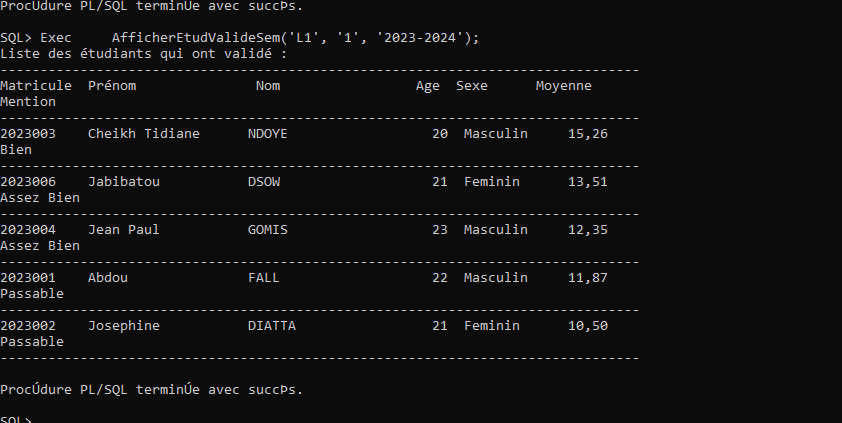 ProcÚdure PL/SQL terminÚe avec succÞs.
SQL> Exec     AfficherEtudValideSem('L1', '1', '2023-2024');
Liste des étudiants qui ont validé :
--------------------------------------------------------------------------------
Matricule  Prénom               Nom                 Age  Sexe      Moyenne
Mention
--------------------------------------------------------------------------------
2023003    Cheikh Tidiane      NDOYE                  20  Masculin     15,26
Bien
--------------------------------------------------------------------------------
2023006    Jabibatou           DSOW                   21  Feminin      13,51
Assez Bien
--------------------------------------------------------------------------------
2023004    Jean Paul           GOMIS                  23  Masculin     12,35
Assez Bien
--------------------------------------------------------------------------------
2023001    Abdou               FALL                   22  Masculin     11,87
Passable
--------------------------------------------------------------------------------
2023002    Josephine           DIATTA                 21  Feminin      10,50
Passable
--------------------------------------------------------------------------------
ProcÚdure PL/SQL terminÚe avec succÞs.
SQL>